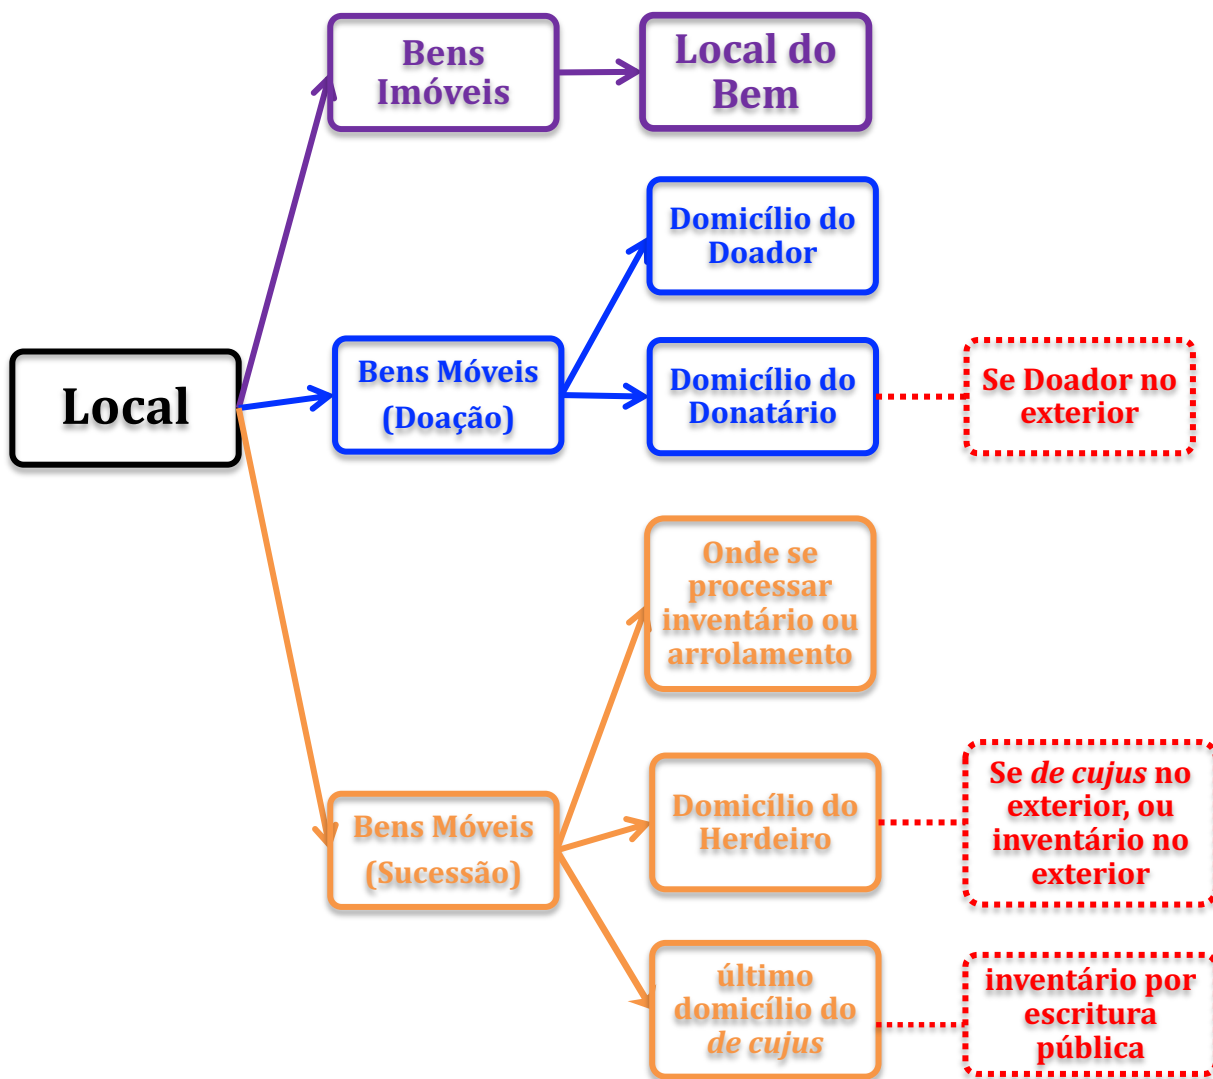 Bens
Imóveis
Local do
Bem
Domicílio do
Doador
Local
Bens Móveis
(Doação)
Domicílio do
Donatário
Se Doador no
exterior
Onde se
processar
inventário ou
arrolamento
Bens Móveis
(Sucessão)
Domicílio do
Herdeiro
Se de cujus no
exterior, ou
inventário no
exterior
último
domicílio do
de cujus
inventário por
escritura
pública